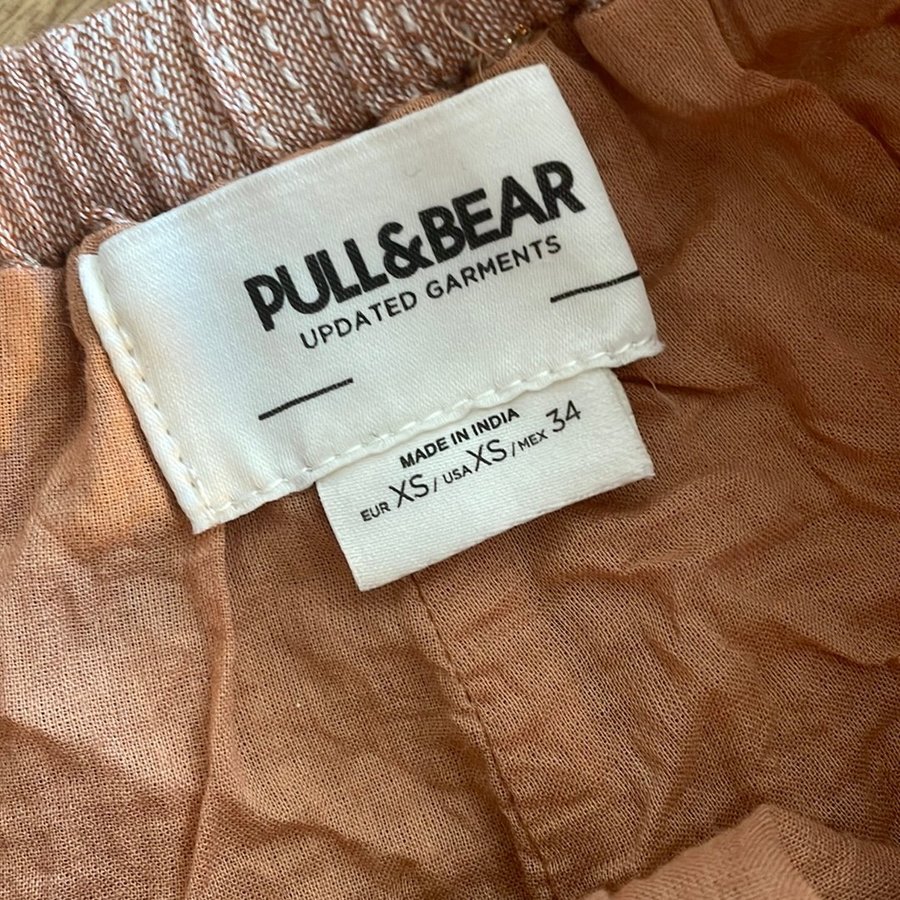 PULL&BEAR
UPDATED GARMENTS
MADE IN INDIA
EUR XS / USA XS / MEX 34